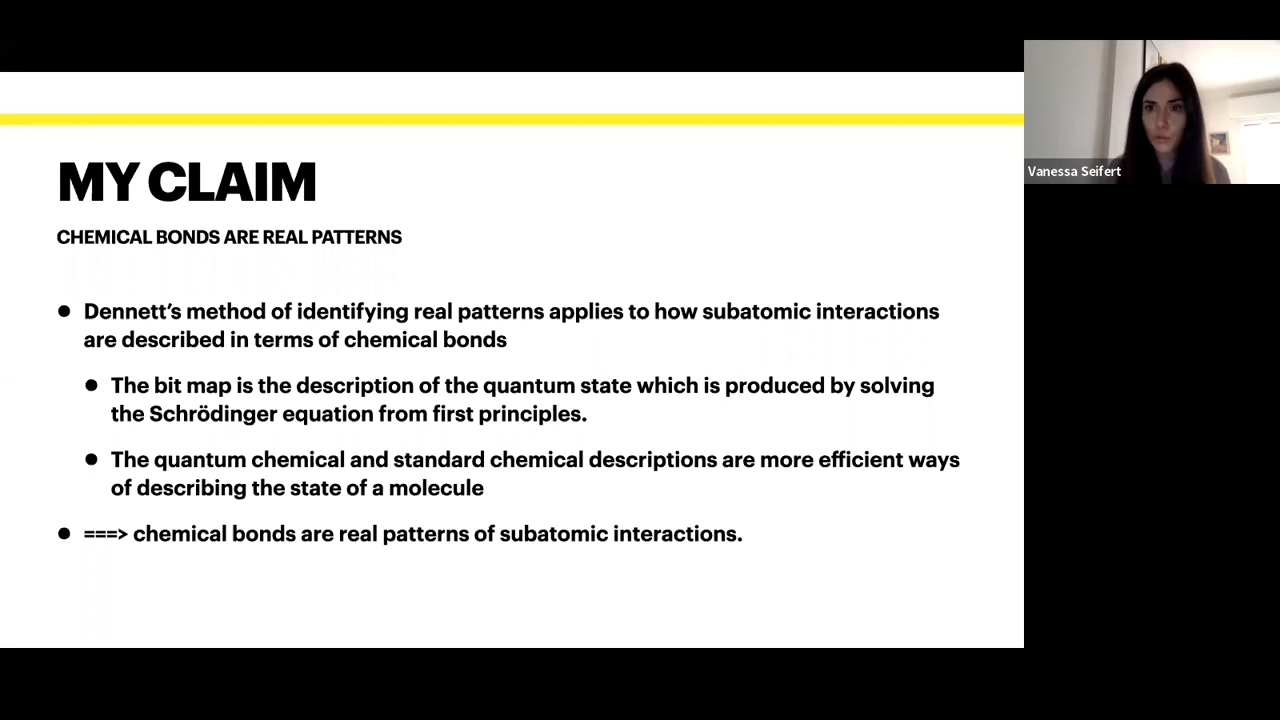 MY CLAIM
CHEMICAL BONDS ARE REAL PATTERNS
● Dennett’s method of identifying real patterns applies to how subatomic interactions
are described in terms of chemical bonds
● The bit map is the description of the quantum state which is produced by solving
the Schrödinger equation from first principles.
● The quantum chemical and standard chemical descriptions are more efficient ways
of describing the state of a molecule
● ===> chemical bonds are real patterns of subatomic interactions.
Vanessa Seifert